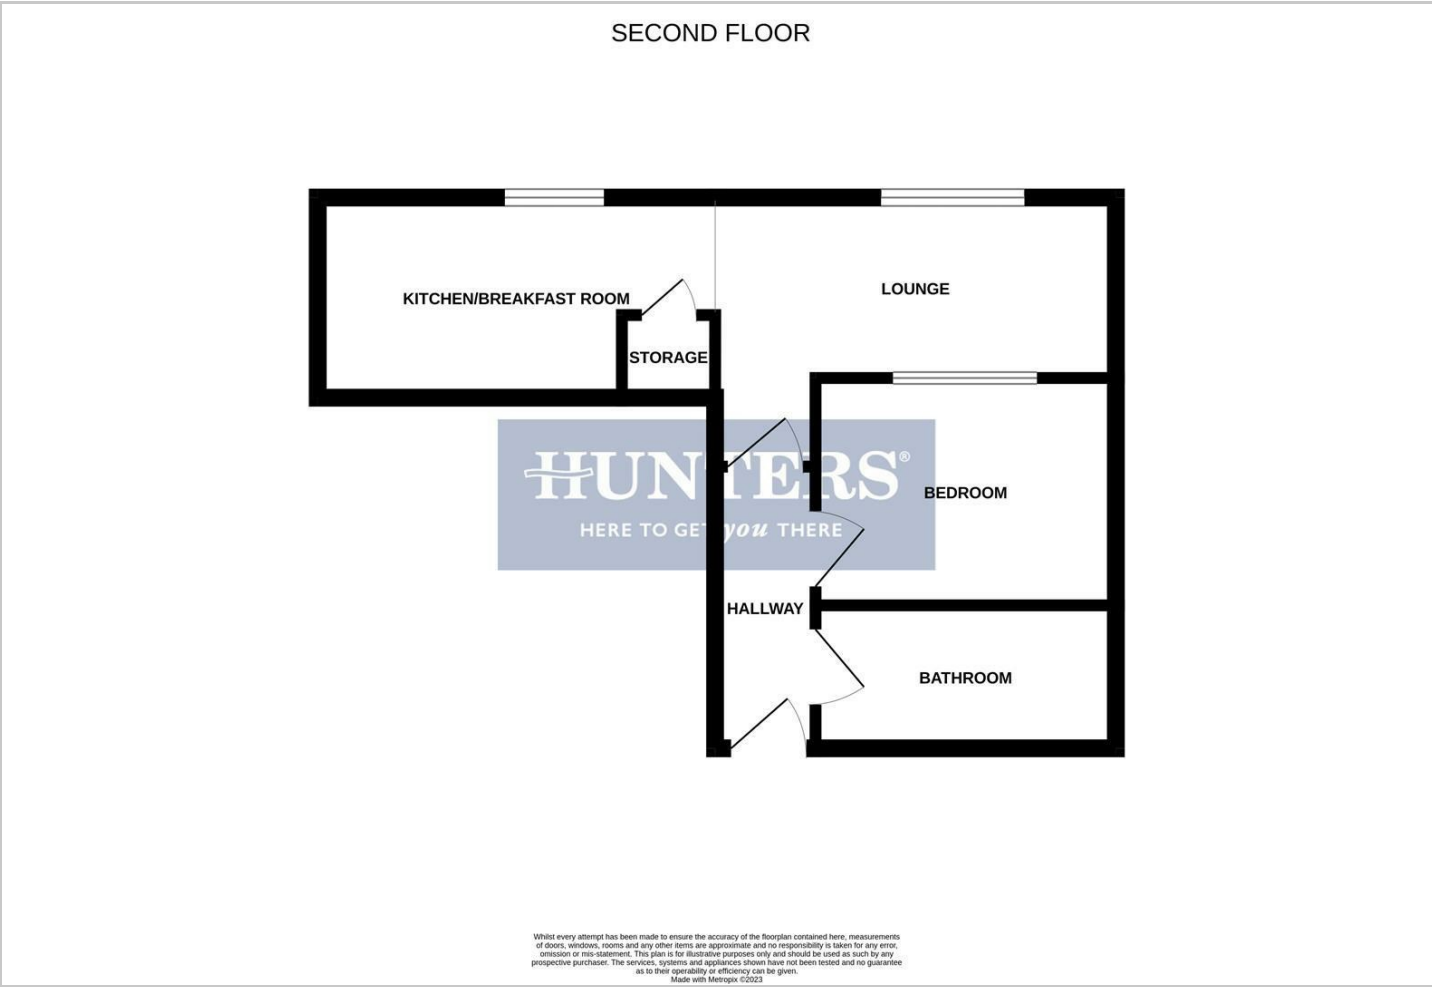 SECOND FLOOR
KITCHEN/BREAKFAST ROOM
LOUNGE
STORAGE
HUNTERS®
HERE TO GET you THERE
BEDROOM
HALLWAY
BATHROOM
Whilst every attempt has been made to ensure the accuracy of the floorplan contained here, measurements
of doors, windows, rooms and any other items are approximate and no responsibility is taken for any error,
omission or mis-statement. This plan is for illustrative purposes only and should be used as such by any
prospective purchaser. The services, systems and appliances shown have not been tested and no guarantee
as to their operability or efficiency can be given.
Made with Metropix ©2023